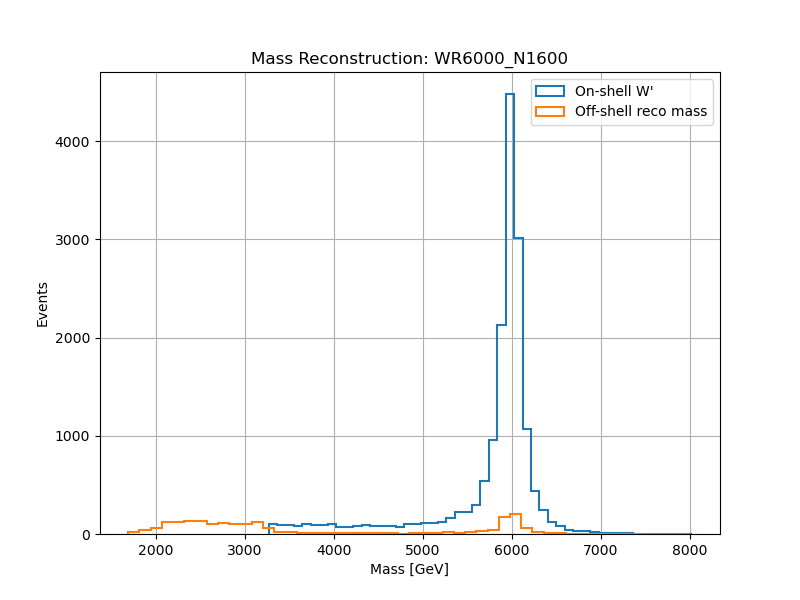 Mass Reconstruction: WR6000_N1600
On-shell W'
Off-shell reco mass
4000
3000
2000
1000
0
Events
2000 3000 4000 5000 6000 7000 8000
Mass [GeV]